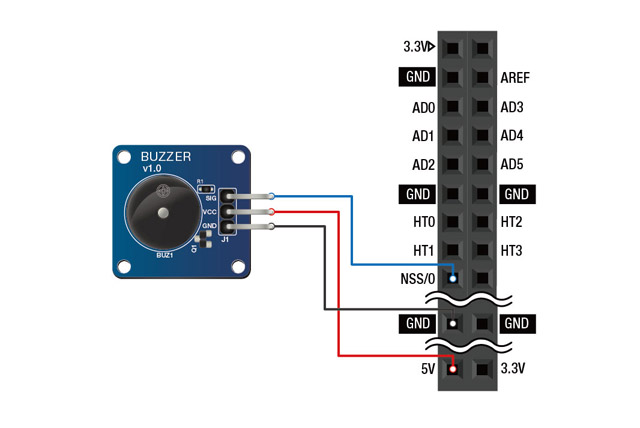 BUZZER
v1.0
R1
SIG
VCC
GND
J1
Q1
BUZ1
3.3V
GND AREF
AD0 AD3
AD1 AD4
AD2 AD5
GND GND
HT0 HT2
HT1 HT3
NSS/0
GND GND
5V 3.3V